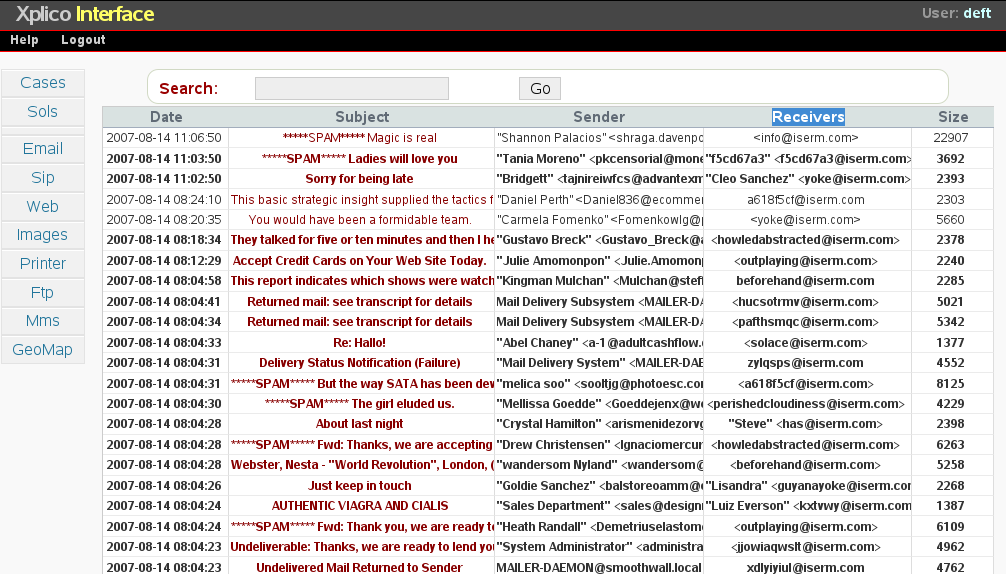 Xplico Interface User: deft
Help Logout
Cases
Sols
Email
Sip
Web
Images
Printer
Ftp
Mms
GeoMap
Search: Go
Date Subject Sender Receivers Size
2007-08-14 11:06:50 *****SPAM***** Magic is real "Shannon Palacios" <shraga.davenpo <info@iserm.com> 22907
2007-08-14 11:03:50 *****SPAM***** Ladies will love you "Tania Moreno" <pkcensorial@mone "f5cd67a3" <f5cd67a3@iserm.com> 3692
2007-08-14 11:02:50 Sorry for being late "Bridgett" <tajnireiwfcs@advantexm "Cleo Sanchez" <yoke@iserm.com> 2393
2007-08-14 08:24:10 This basic strategic insight supplied the tactics f "Daniel Perth" <Daniel836@ecomme a618f5cf@iserm.com 2303
2007-08-14 08:20:35 You would have been a formidable team. "Carmela Fomenko" <Fomenkowlg@p <yoke@iserm.com> 5660
2007-08-14 08:18:34 They talked for five or ten minutes and then I he "Gustavo Breck" <Gustavo_Breck@a <howledabstracted@iserm.com> 2378
2007-08-14 08:12:29 Accept Credit Cards on Your Web Site Today. "Julie Amomonpon" <Julie.Amomonp <outplaying@iserm.com> 2240
2007-08-14 08:04:58 This report indicates which shows were watch "Kingman Mulchan" <Mulchan@stef beforehand@iserm.com 2285
2007-08-14 08:04:41 Returned mail: see transcript for details Mail Delivery Subsystem <MAILER-DA <hucsotrmv@iserm.com> 5021
2007-08-14 08:04:34 Returned mail: see transcript for details Mail Delivery Subsystem <MAILER-DA <pafthsmqc@iserm.com> 5342
2007-08-14 08:04:33 Re: Hallo! "Abel Chaney" <a-1@adultcashflow. <solace@iserm.com> 1377
2007-08-14 08:04:31 Delivery Status Notification (Failure) "Mail Delivery System" <MAILER-DAE zylqsps@iserm.com 4552
2007-08-14 08:04:31 *****SPAM***** But the way SATA has been dev "melica soo" <sooltjg@photoesc.com <a618f5cf@iserm.com> 8125
2007-08-14 08:04:30 *****SPAM***** The girl eluded us. "Mellissa Goedde" <Goeddejenx@we <perishedcloudiness@iserm.com> 4229
2007-08-14 08:04:28 About last night "Crystal Hamilton" <arismenidezorvg "Steve" <has@iserm.com> 2398
2007-08-14 08:04:28 *****SPAM***** Fwd: Thanks, we are accepting "Drew Christensen" <Ignaciomercur <howledabstracted@iserm.com> 6263
2007-08-14 08:04:28 Webster, Nesta - "World Revolution", London, ( "wandersom Nyland" <wandersom@ <beforehand@iserm.com> 5258
2007-08-14 08:04:26 Just keep in touch "Goldie Sanchez" <balstoreoamm@c "Lisandra" <guyanayoke@iserm.com 2268
2007-08-14 08:04:24 AUTHENTIC VIAGRA AND CIALIS "Sales Department" <sales@design "Luiz Everson" <kxtvwy@iserm.com 1387
2007-08-14 08:04:24 *****SPAM***** Fwd: Thank you, we are ready to "Heath Randall" <Demetriuselastom <outplaying@iserm.com> 6109
2007-08-14 08:04:23 Undeliverable: Thanks, we are ready to lend you "System Administrator" <administra <jjowiaqwslt@iserm.com> 4962
2007-08-14 08:04:23 Undelivered Mail Returned to Sender MAILER-DAEMON@smoothwall.local xdlyiyiul@iserm.com 4762